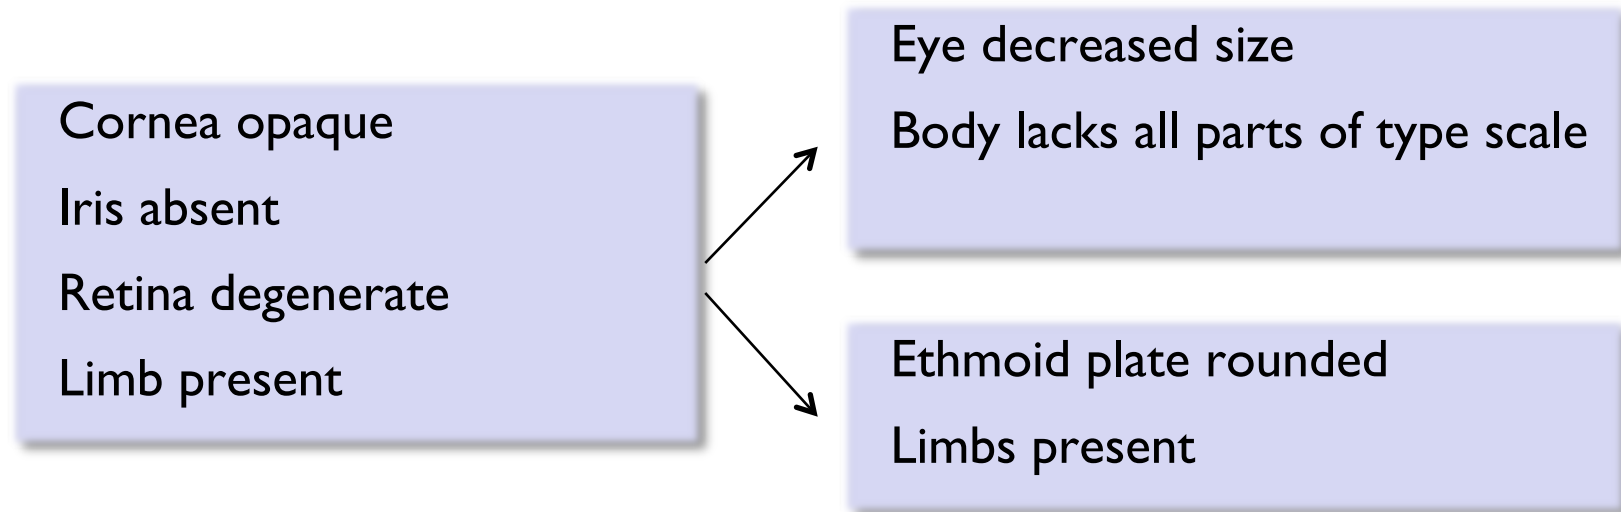 Cornea opaque
Iris absent
Retina degenerate
Limb present
Eye decreased size
Body lacks all parts of type scale
Ethmoid plate rounded
Limbs present